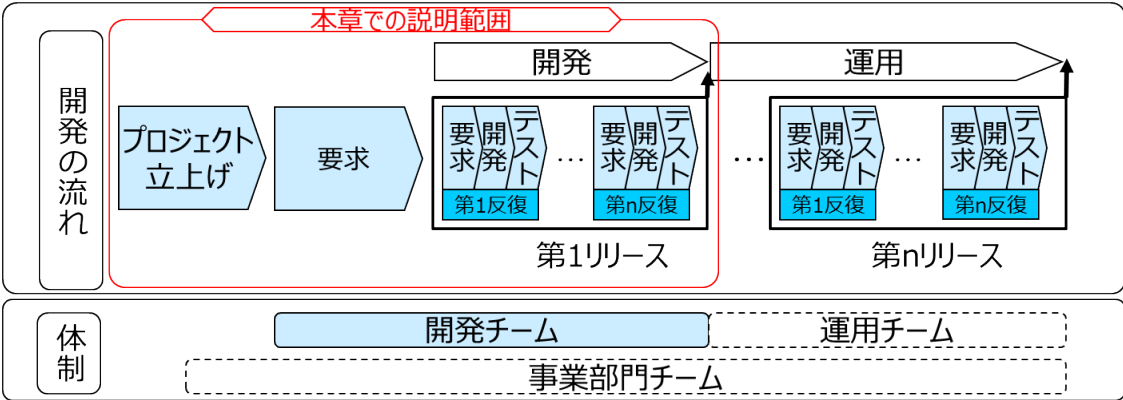 本章での説明範囲
開発の流れ
開発
運用
プロジェクト
立上げ
要求
要求
開発
テスト
…
要求
開発
テスト
第1反復
第n反復
第1リリース
…
要求
開発
テスト
…
要求
開発
テスト
第1反復
第n反復
第nリリース
体制
開発チーム
運用チーム
事業部門チーム